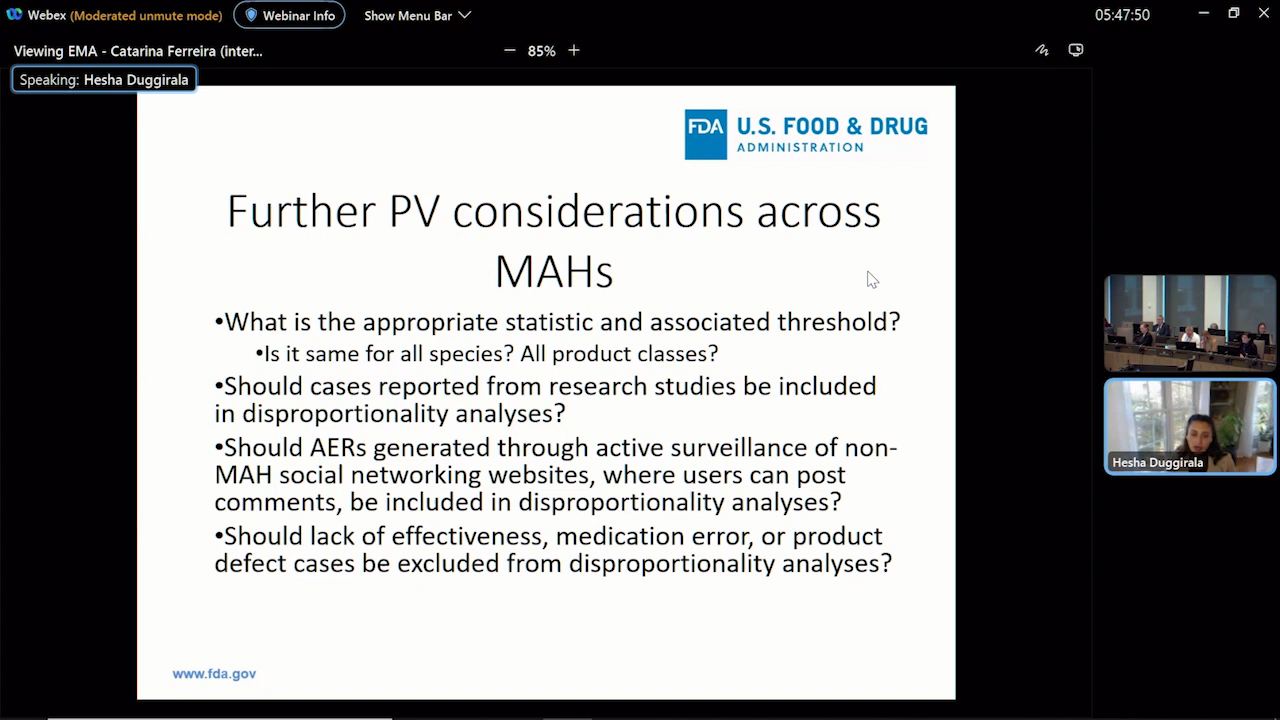 Webex (Moderated unmute mode) Webinar Info Show Menu Bar 05:47:50
Viewing EMA - Catarina Ferreira (inter... 85%
Speaking: Hesha Duggirala
FDA U.S. FOOD & DRUG
ADMINISTRATION
Further PV considerations across
MAHs
•What is the appropriate statistic and associated threshold?
•Is it same for all species? All product classes?
•Should cases reported from research studies be included
in disproportionality analyses?
•Should AERs generated through active surveillance of non-
MAH social networking websites, where users can post
comments, be included in disproportionality analyses?
•Should lack of effectiveness, medication error, or product
defect cases be excluded from disproportionality analyses?
Hesha Duggirala
www.fda.gov